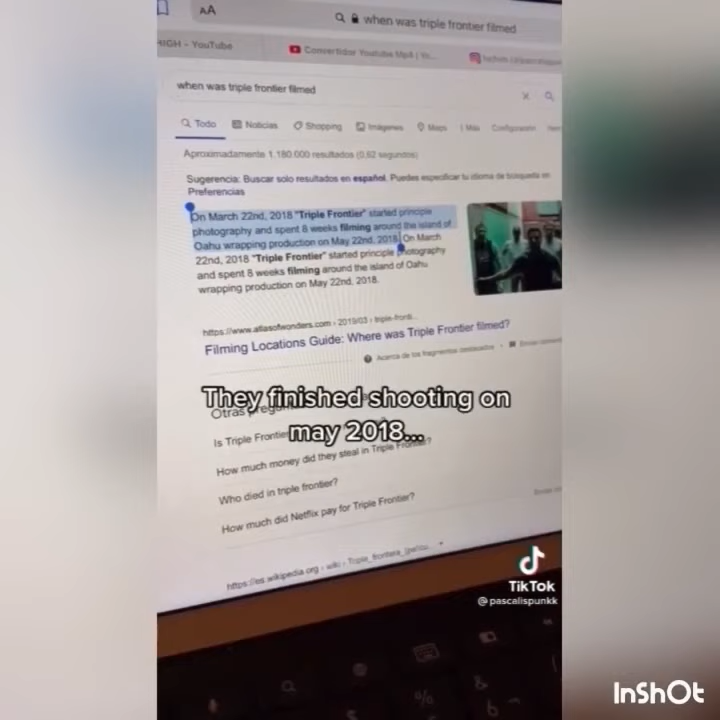 AA
when was triple frontier filmed
HIGH - YouTube
Convertidor Youtube Mp3 | Yo...
when was triple frontier filmed
Todo
Noticias
Shopping
Imágenes
Maps
Más
Configuración
Aproximadamente 1.180.000 resultados (0,62 segundos)
Sugerencia: Buscar solo resultados en español. Puedes especificar tu idioma de búsqueda en
Preferencias
On March 22nd, 2018 "Triple Frontier" started principle
photography and spent 8 weeks filming around the island of
Oahu wrapping production on May 22nd, 2018. On March
22nd, 2018 "Triple Frontier" started principle photography
and spent 8 weeks filming around the island of Oahu
wrapping production on May 22nd, 2018.
https://www.atlasofwonders.com › 2019/03 › triple-fronti...
Filming Locations Guide: Where was Triple Frontier filmed?
Acerca de los fragmentos destacados
They finished shooting on
may 2018...
Otras
Is Triple Frontier
How much money did they steal in Triple Frontier?
Who died in triple frontier?
How much did Netflix pay for Triple Frontier?
https://es.wikipedia.org › wiki › Triple_frontera_(pelícu...
TikTok
@pascalispunkk
%
&
6
InShOt